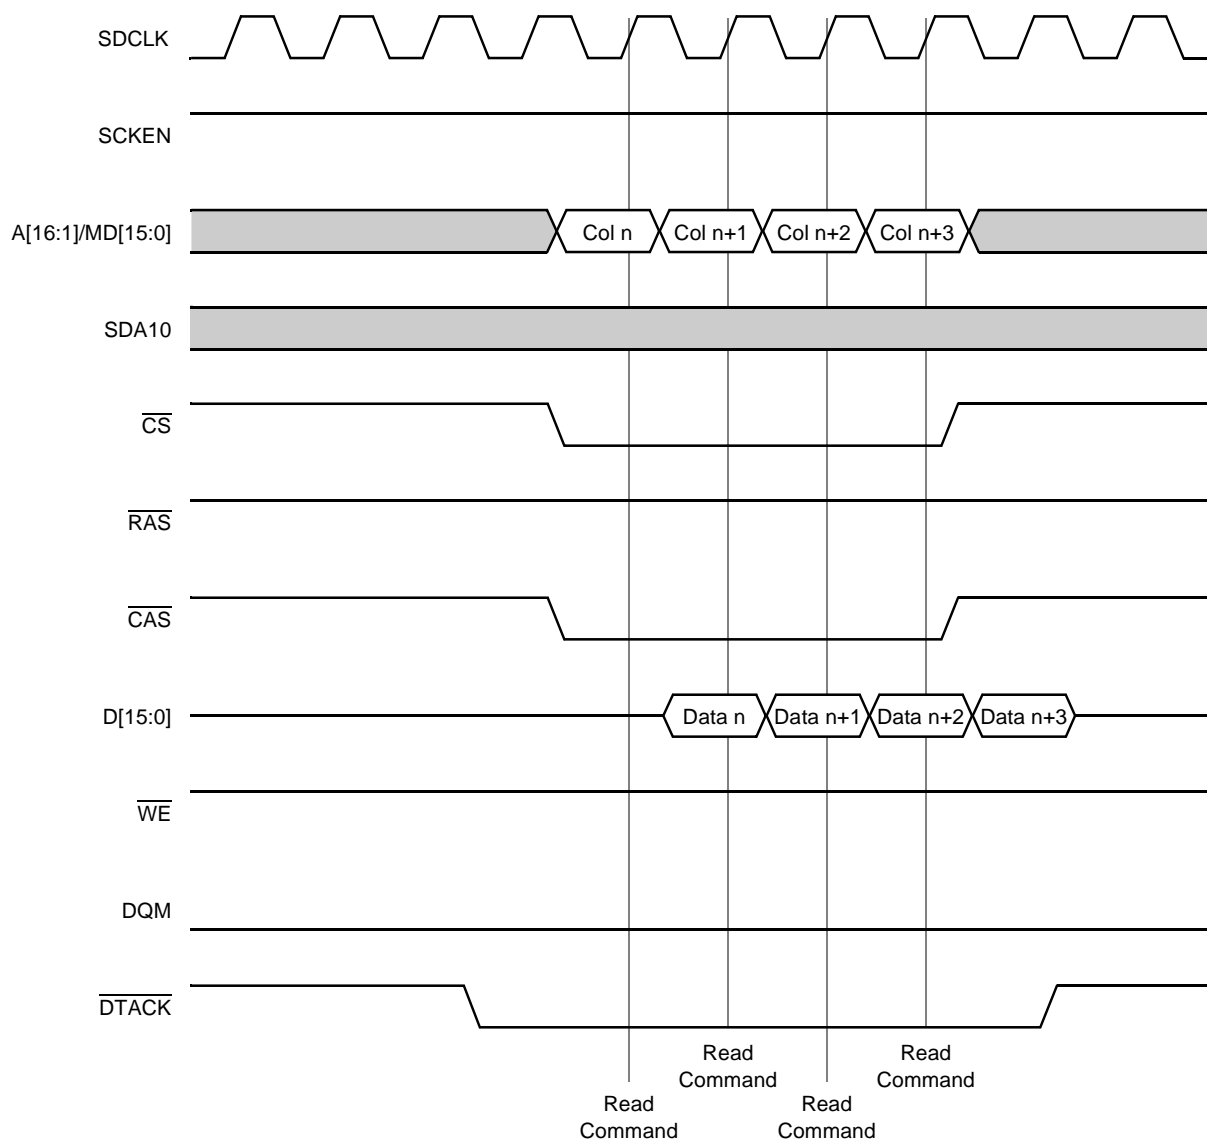 SDCLK
SCKEN
A[16:1]/MD[15:0]
Col n
Col n+1
Col n+2
Col n+3
SDA10
CS
RAS
CAS
D[15:0]
Data n
Data n+1
Data n+2
Data n+3
WE
DQM
DTACK
Read
Command
Read
Command
Read
Command
Read
Command